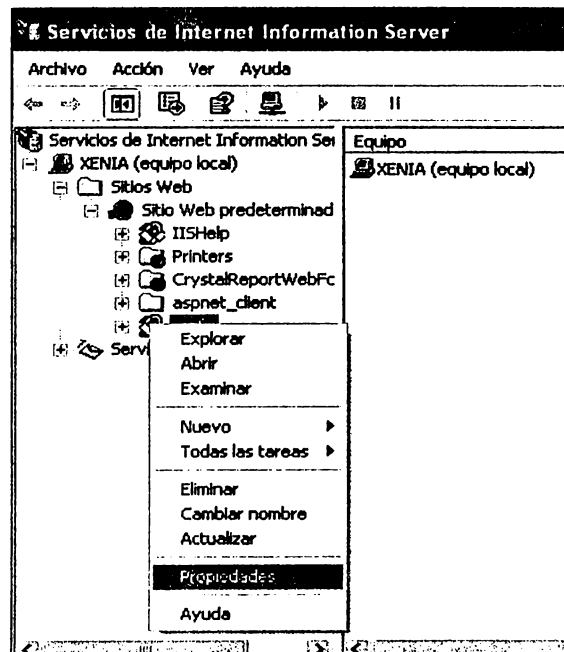 Servicios de Internet Information Server
Archivo Acción Ver Ayuda
Servicios de Internet Information Ser
Equipo
XENIA (equipo local)
XENIA (equipo local)
Sitios Web
Sitio Web predeterminad
IISHelp
Printers
CrystalReportWebFo
aspnet_client
Servi
Explorar
Abrir
Examinar
Nuevo
Todas las tareas
Eliminar
Cambiar nombre
Actualizar
Propiedades
Ayuda